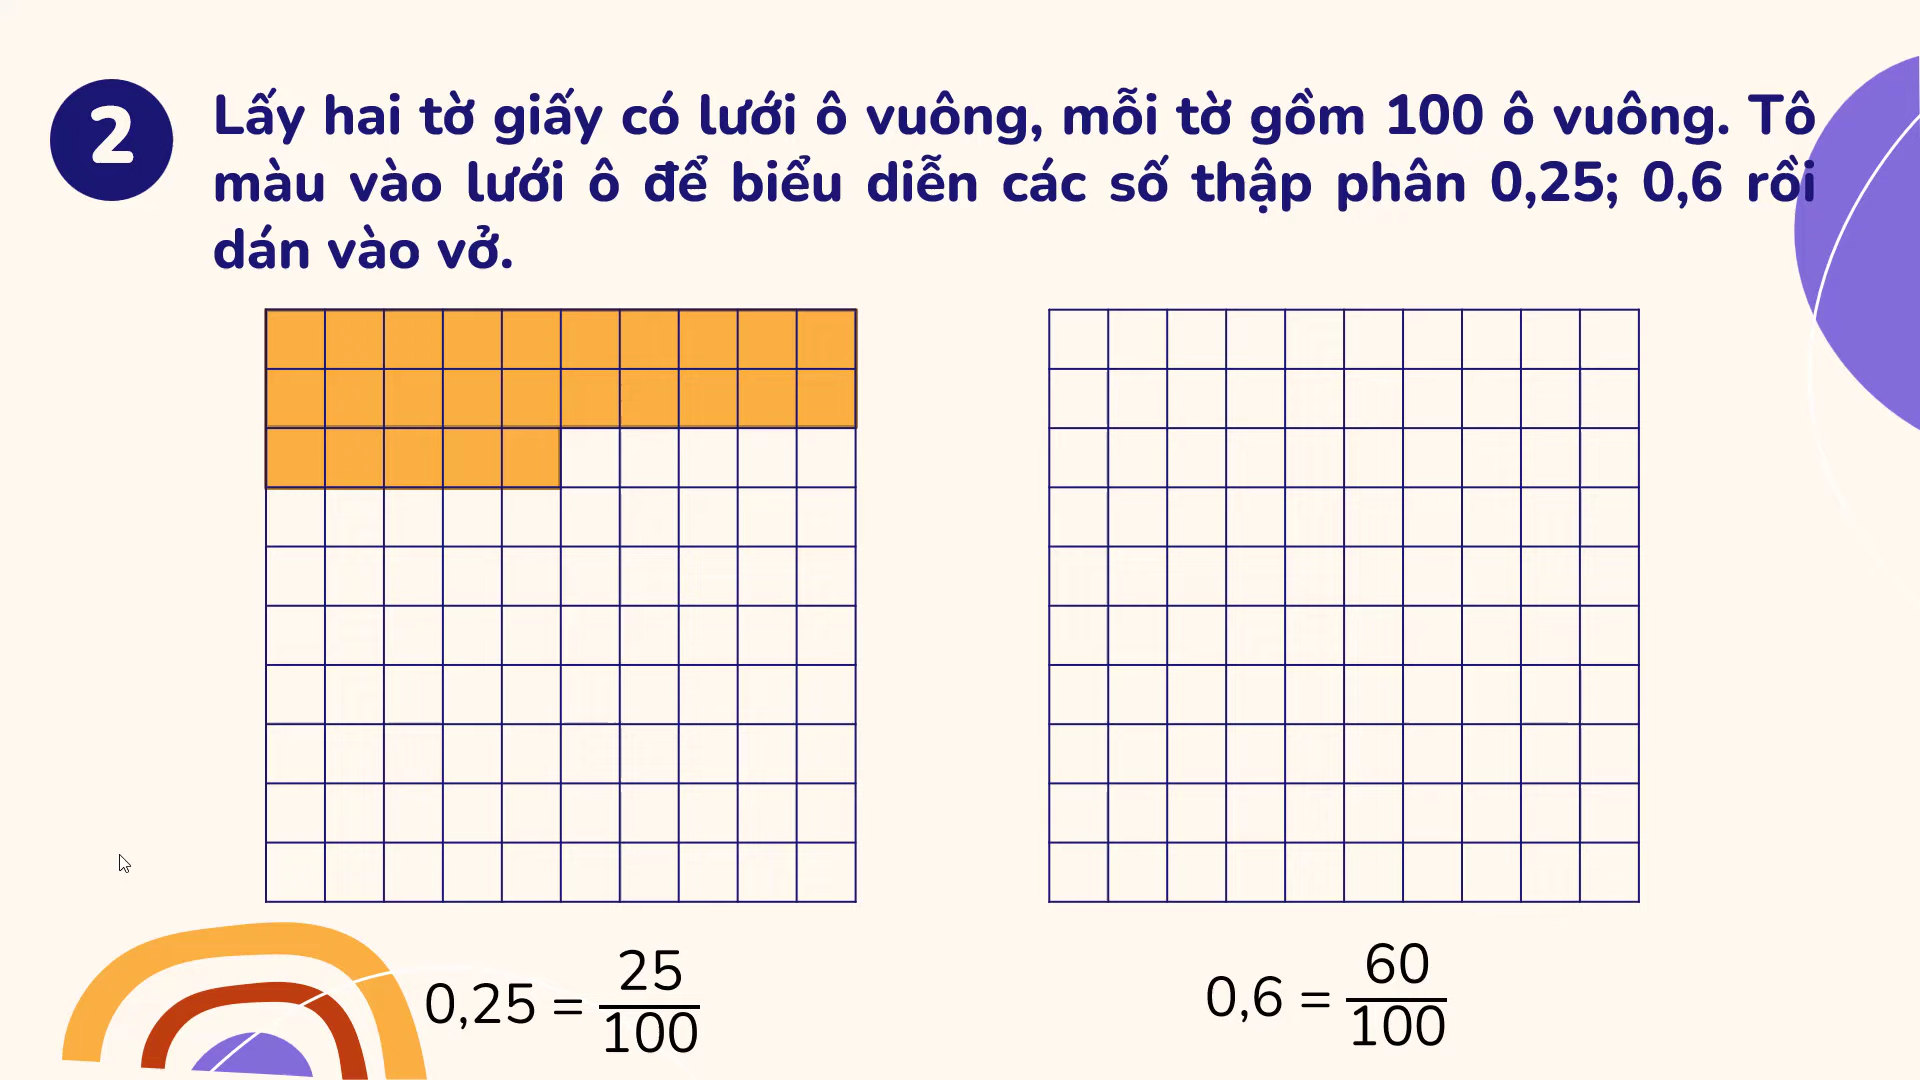 2
Lấy hai tờ giấy có lưới ô vuông, mỗi tờ gồm 100 ô vuông. Tô
màu vào lưới ô để biểu diễn các số thập phân 0,25; 0,6 rồi
dán vào vở.
0,25 = 25/100
0,6 = 60/100